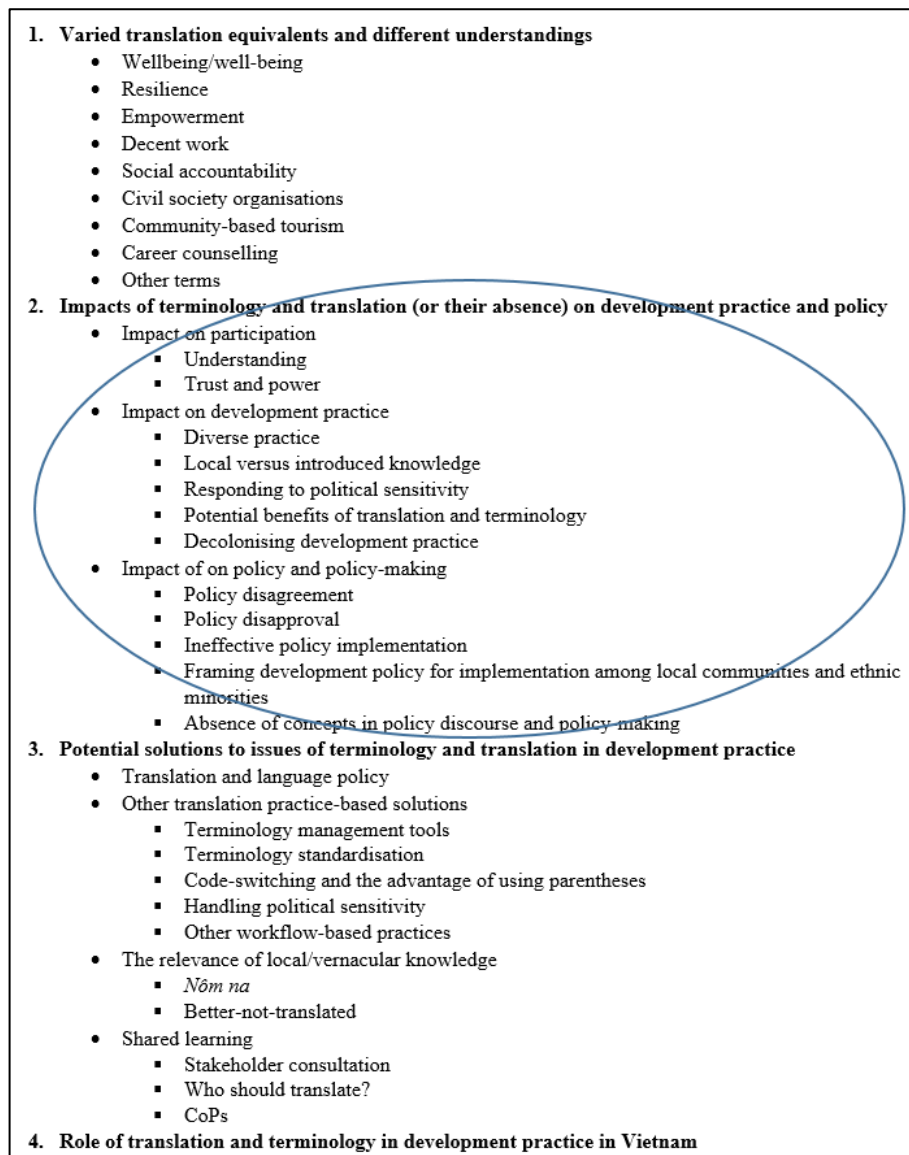 1. Varied translation equivalents and different understandings
• Wellbeing/well-being
• Resilience
• Empowerment
• Decent work
• Social accountability
• Civil society organisations
• Community-based tourism
• Career counselling
• Other terms
2. Impacts of terminology and translation (or their absence) on development practice and policy
• Impact on participation
▪ Understanding
▪ Trust and power
• Impact on development practice
▪ Diverse practice
▪ Local versus introduced knowledge
▪ Responding to political sensitivity
▪ Potential benefits of translation and terminology
▪ Decolonising development practice
• Impact of on policy and policy-making
▪ Policy disagreement
▪ Policy disapproval
▪ Ineffective policy implementation
▪ Framing development policy for implementation among local communities and ethnic
minorities
▪ Absence of concepts in policy discourse and policy-making
3. Potential solutions to issues of terminology and translation in development practice
• Translation and language policy
• Other translation practice-based solutions
▪ Terminology management tools
▪ Terminology standardisation
▪ Code-switching and the advantage of using parentheses
▪ Handling political sensitivity
▪ Other workflow-based practices
• The relevance of local/vernacular knowledge
▪ Nôm na
▪ Better-not-translated
• Shared learning
▪ Stakeholder consultation
▪ Who should translate?
▪ CoPs
4. Role of translation and terminology in development practice in Vietnam